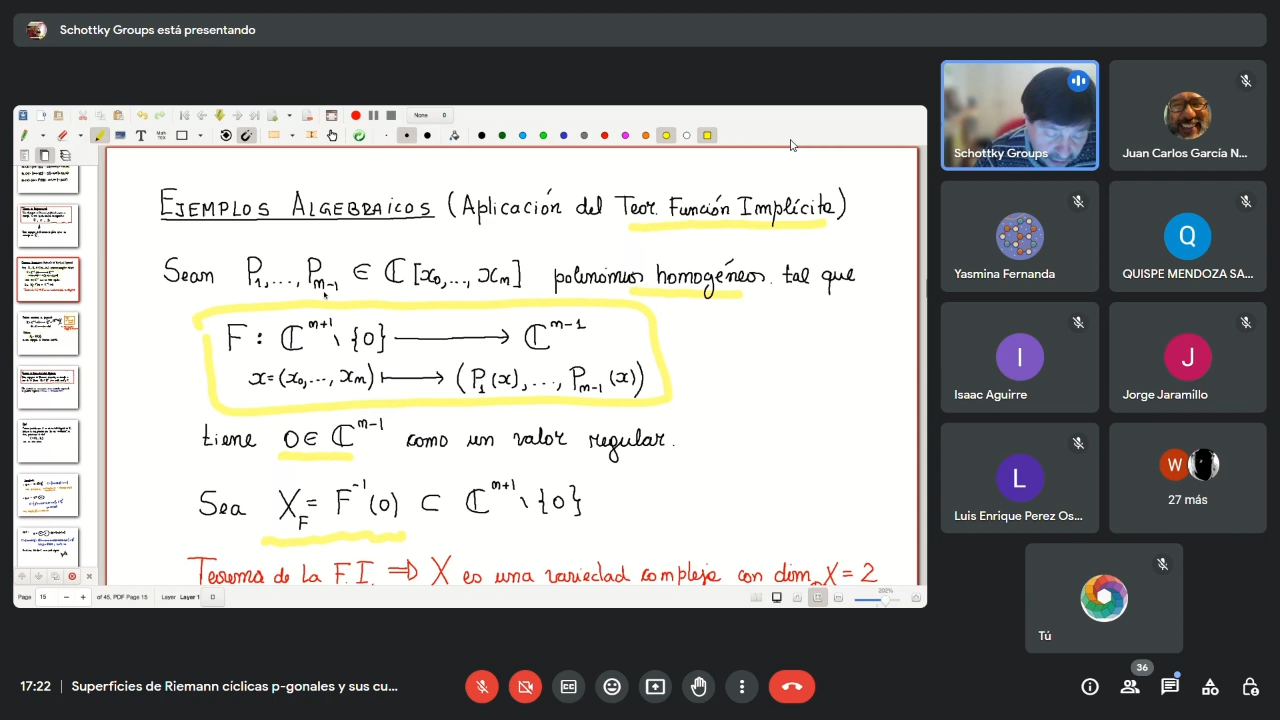 Schottky Groups está presentando
None 0
EJEMPLOS ALGEBRAICOS (Aplicación del Teor. Función Implícita)
Sean P₁,..., Pₘ₋₁ ∈ ℂ [x₀,..., xₘ] polinomios homogéneos. tal que
F : ℂᵐ⁺¹ \ {0} ⟶ ℂᵐ⁻¹
x=(x₀,..., xₘ) ⟼ (P₁(x),..., Pₘ₋₁(x))
tiene 0∈ ℂᵐ⁻¹ como un valor regular.
Sea X_F = F⁻¹(0) ⊂ ℂᵐ⁺¹ \ {0}
Teorema de la F.I. ⟹ X es una variedad compleja con dim X = 2
Page 15 of 45, PDF Page 15 Layer Layer 1 202%
Schottky Groups
Juan Carlos García N...
Yasmina Fernanda
Q
QUISPE MENDOZA SA...
I
Isaac Aguirre
J
Jorge Jaramillo
L
Luis Enrique Perez Os...
W
27 más
Tú
17:22 | Superficies de Riemann cíclicas p-gonales y sus cu...
36